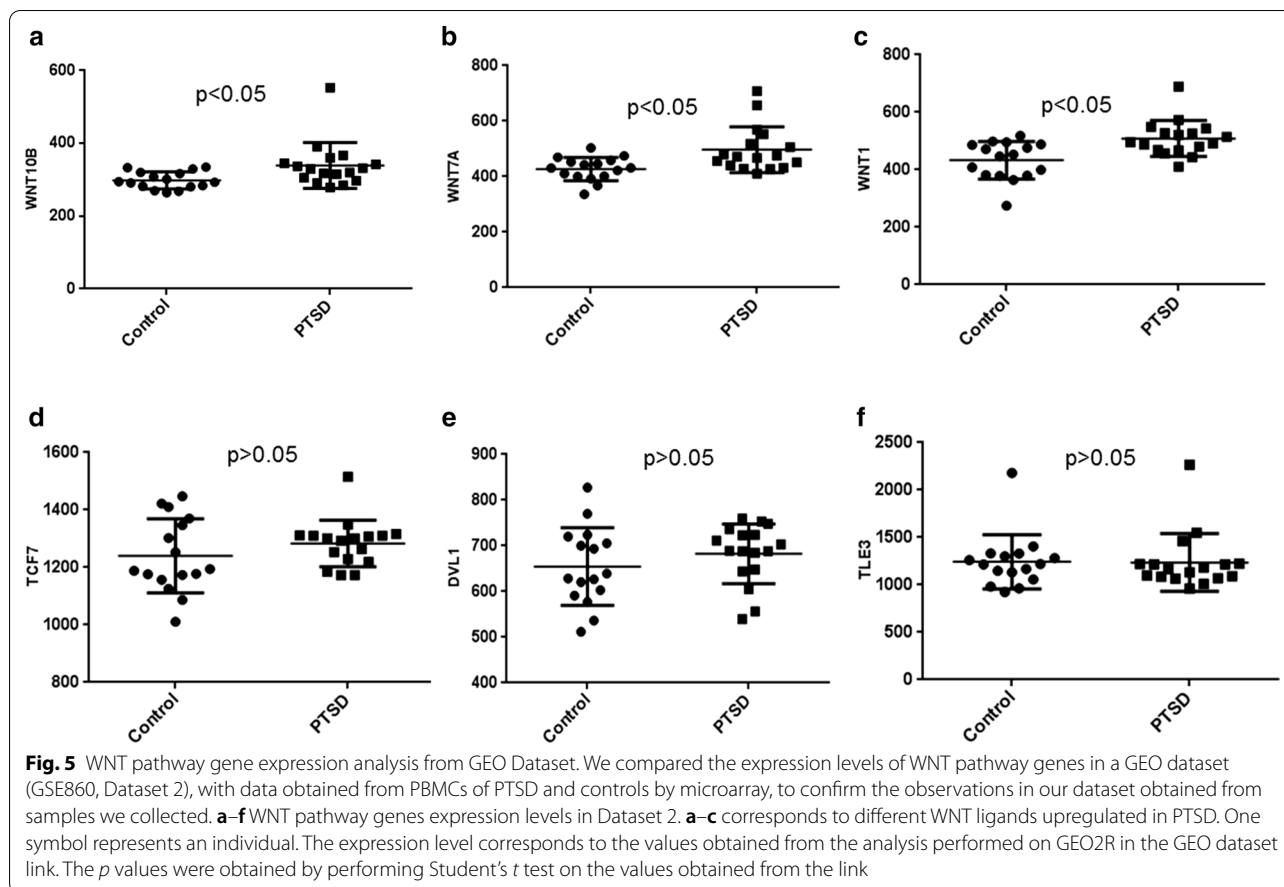 a
600
400
200
0
WNT10B
p<0.05
Control
PTSD
b
800
600
400
200
0
WNT7A
p<0.05
Control
PTSD
c
800
600
400
200
0
WNT1
p<0.05
Control
PTSD
d
1600
1400
1200
1000
800
TCF7
p>0.05
Control
PTSD
e
900
800
700
600
500
400
DVL1
p>0.05
Control
PTSD
f
2500
2000
1500
1000
500
0
TLE3
p>0.05
Control
PTSD
Fig. 5 WNT pathway gene expression analysis from GEO Dataset. We compared the expression levels of WNT pathway genes in a GEO dataset
(GSE860, Dataset 2), with data obtained from PBMCs of PTSD and controls by microarray, to confirm the observations in our dataset obtained from
samples we collected. a–f WNT pathway genes expression levels in Dataset 2. a–c corresponds to different WNT ligands upregulated in PTSD. One
symbol represents an individual. The expression level corresponds to the values obtained from the analysis performed on GEO2R in the GEO dataset
link. The p values were obtained by performing Student's t test on the values obtained from the link